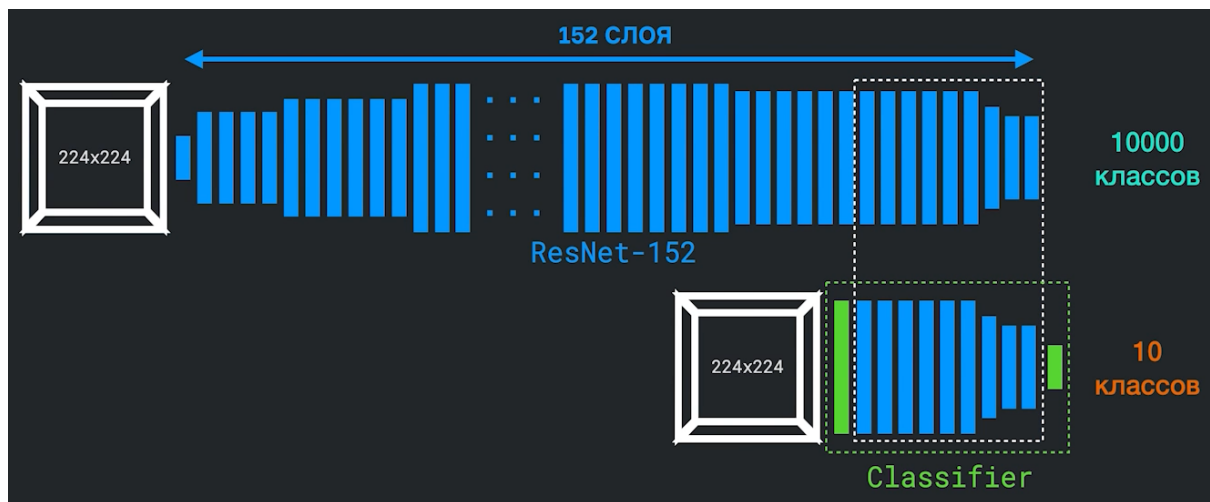 152 СЛОЯ
224x224
10000
классов
ResNet-152
224x224
10
классов
Classifier